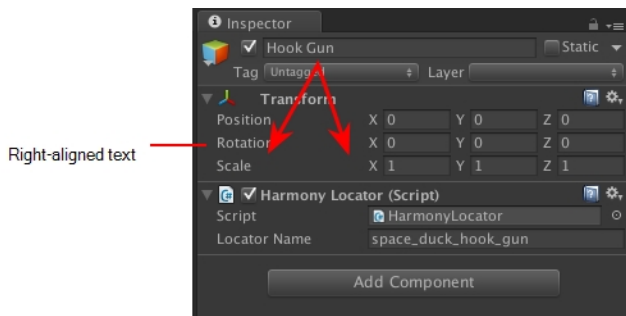 Inspector
Hook Gun Static
Tag Untagged Layer
Transform
Position X 0 Y 0 Z 0
Right-aligned text
Rotation X 0 Y 0 Z 0
Scale X 1 Y 1 Z 1
Harmony Locator (Script)
Script HarmonyLocator
Locator Name space_duck_hook_gun
Add Component